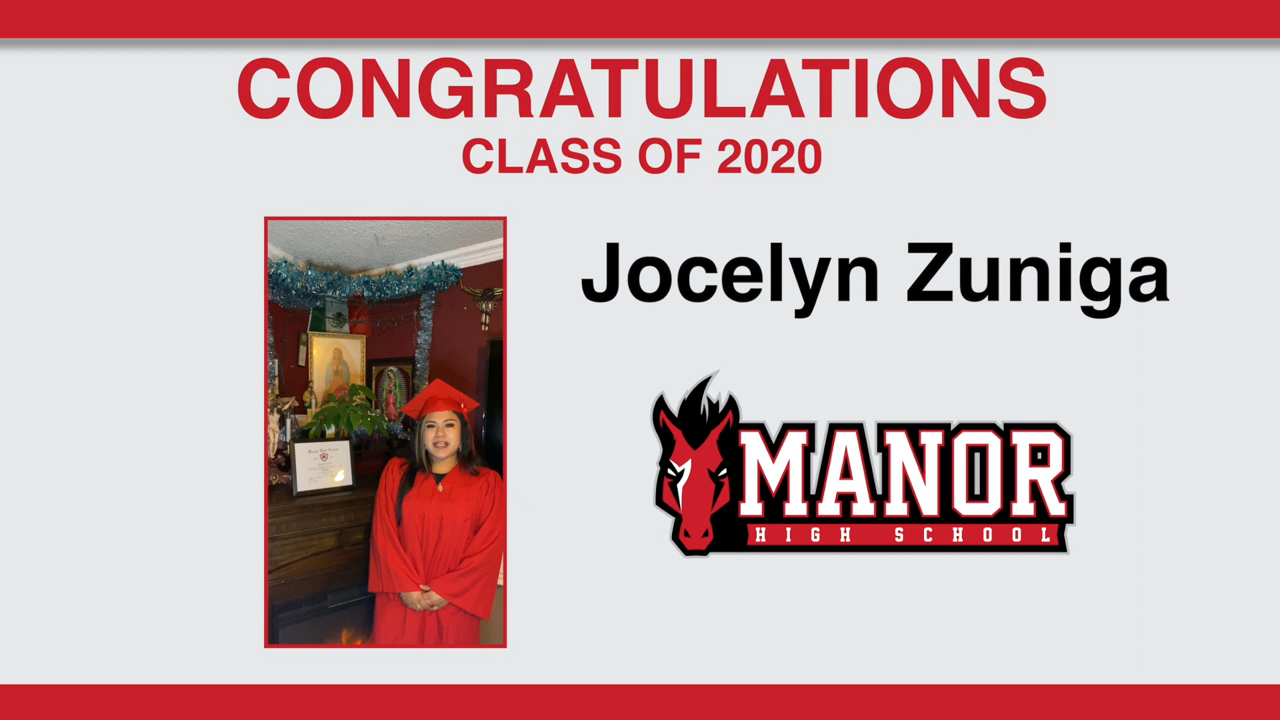 CONGRATULATIONS
CLASS OF 2020
Jocelyn Zuniga
MANOR
HIGH SCHOOL